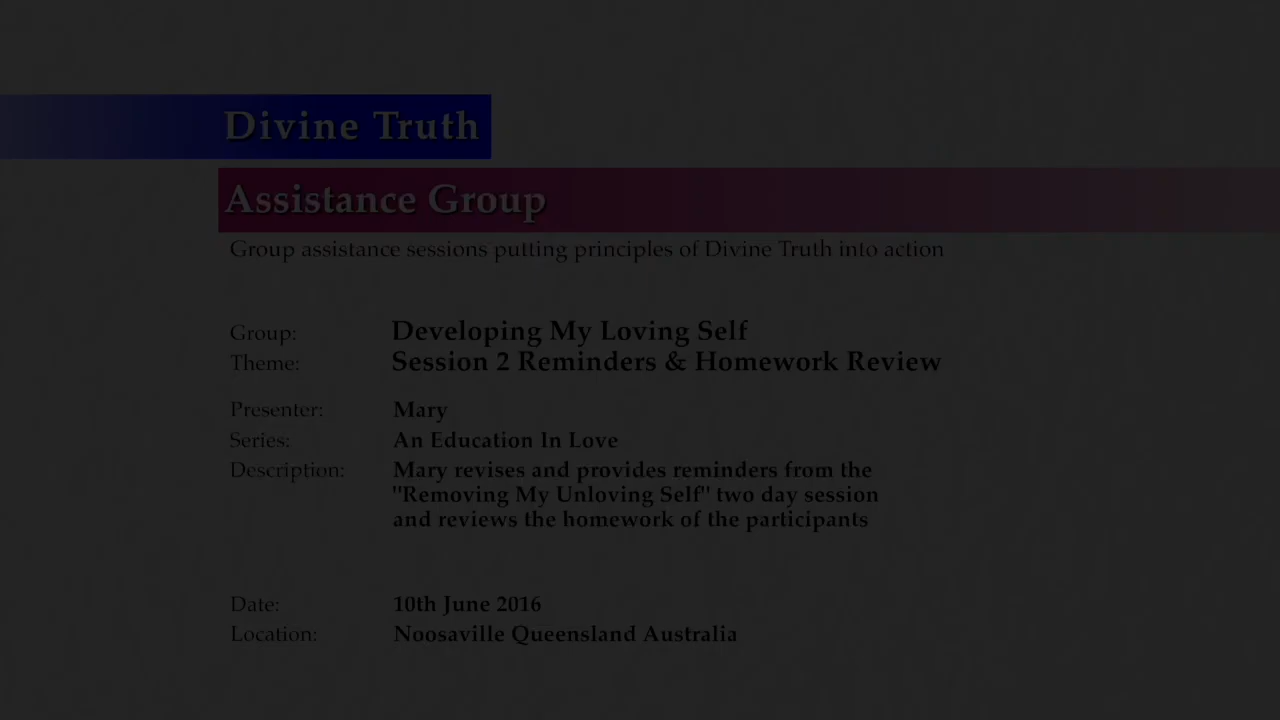 Divine Truth
Assistance Group
Group assistance sessions putting principles of Divine Truth into action
Group: Developing My Loving Self
Theme: Session 2 Reminders & Homework Review
Presenter: Mary
Series: An Education In Love
Description: Mary revises and provides reminders from the
"Removing My Unloving Self" two day session
and reviews the homework of the participants
Date: 10th June 2016
Location: Noosaville Queensland Australia